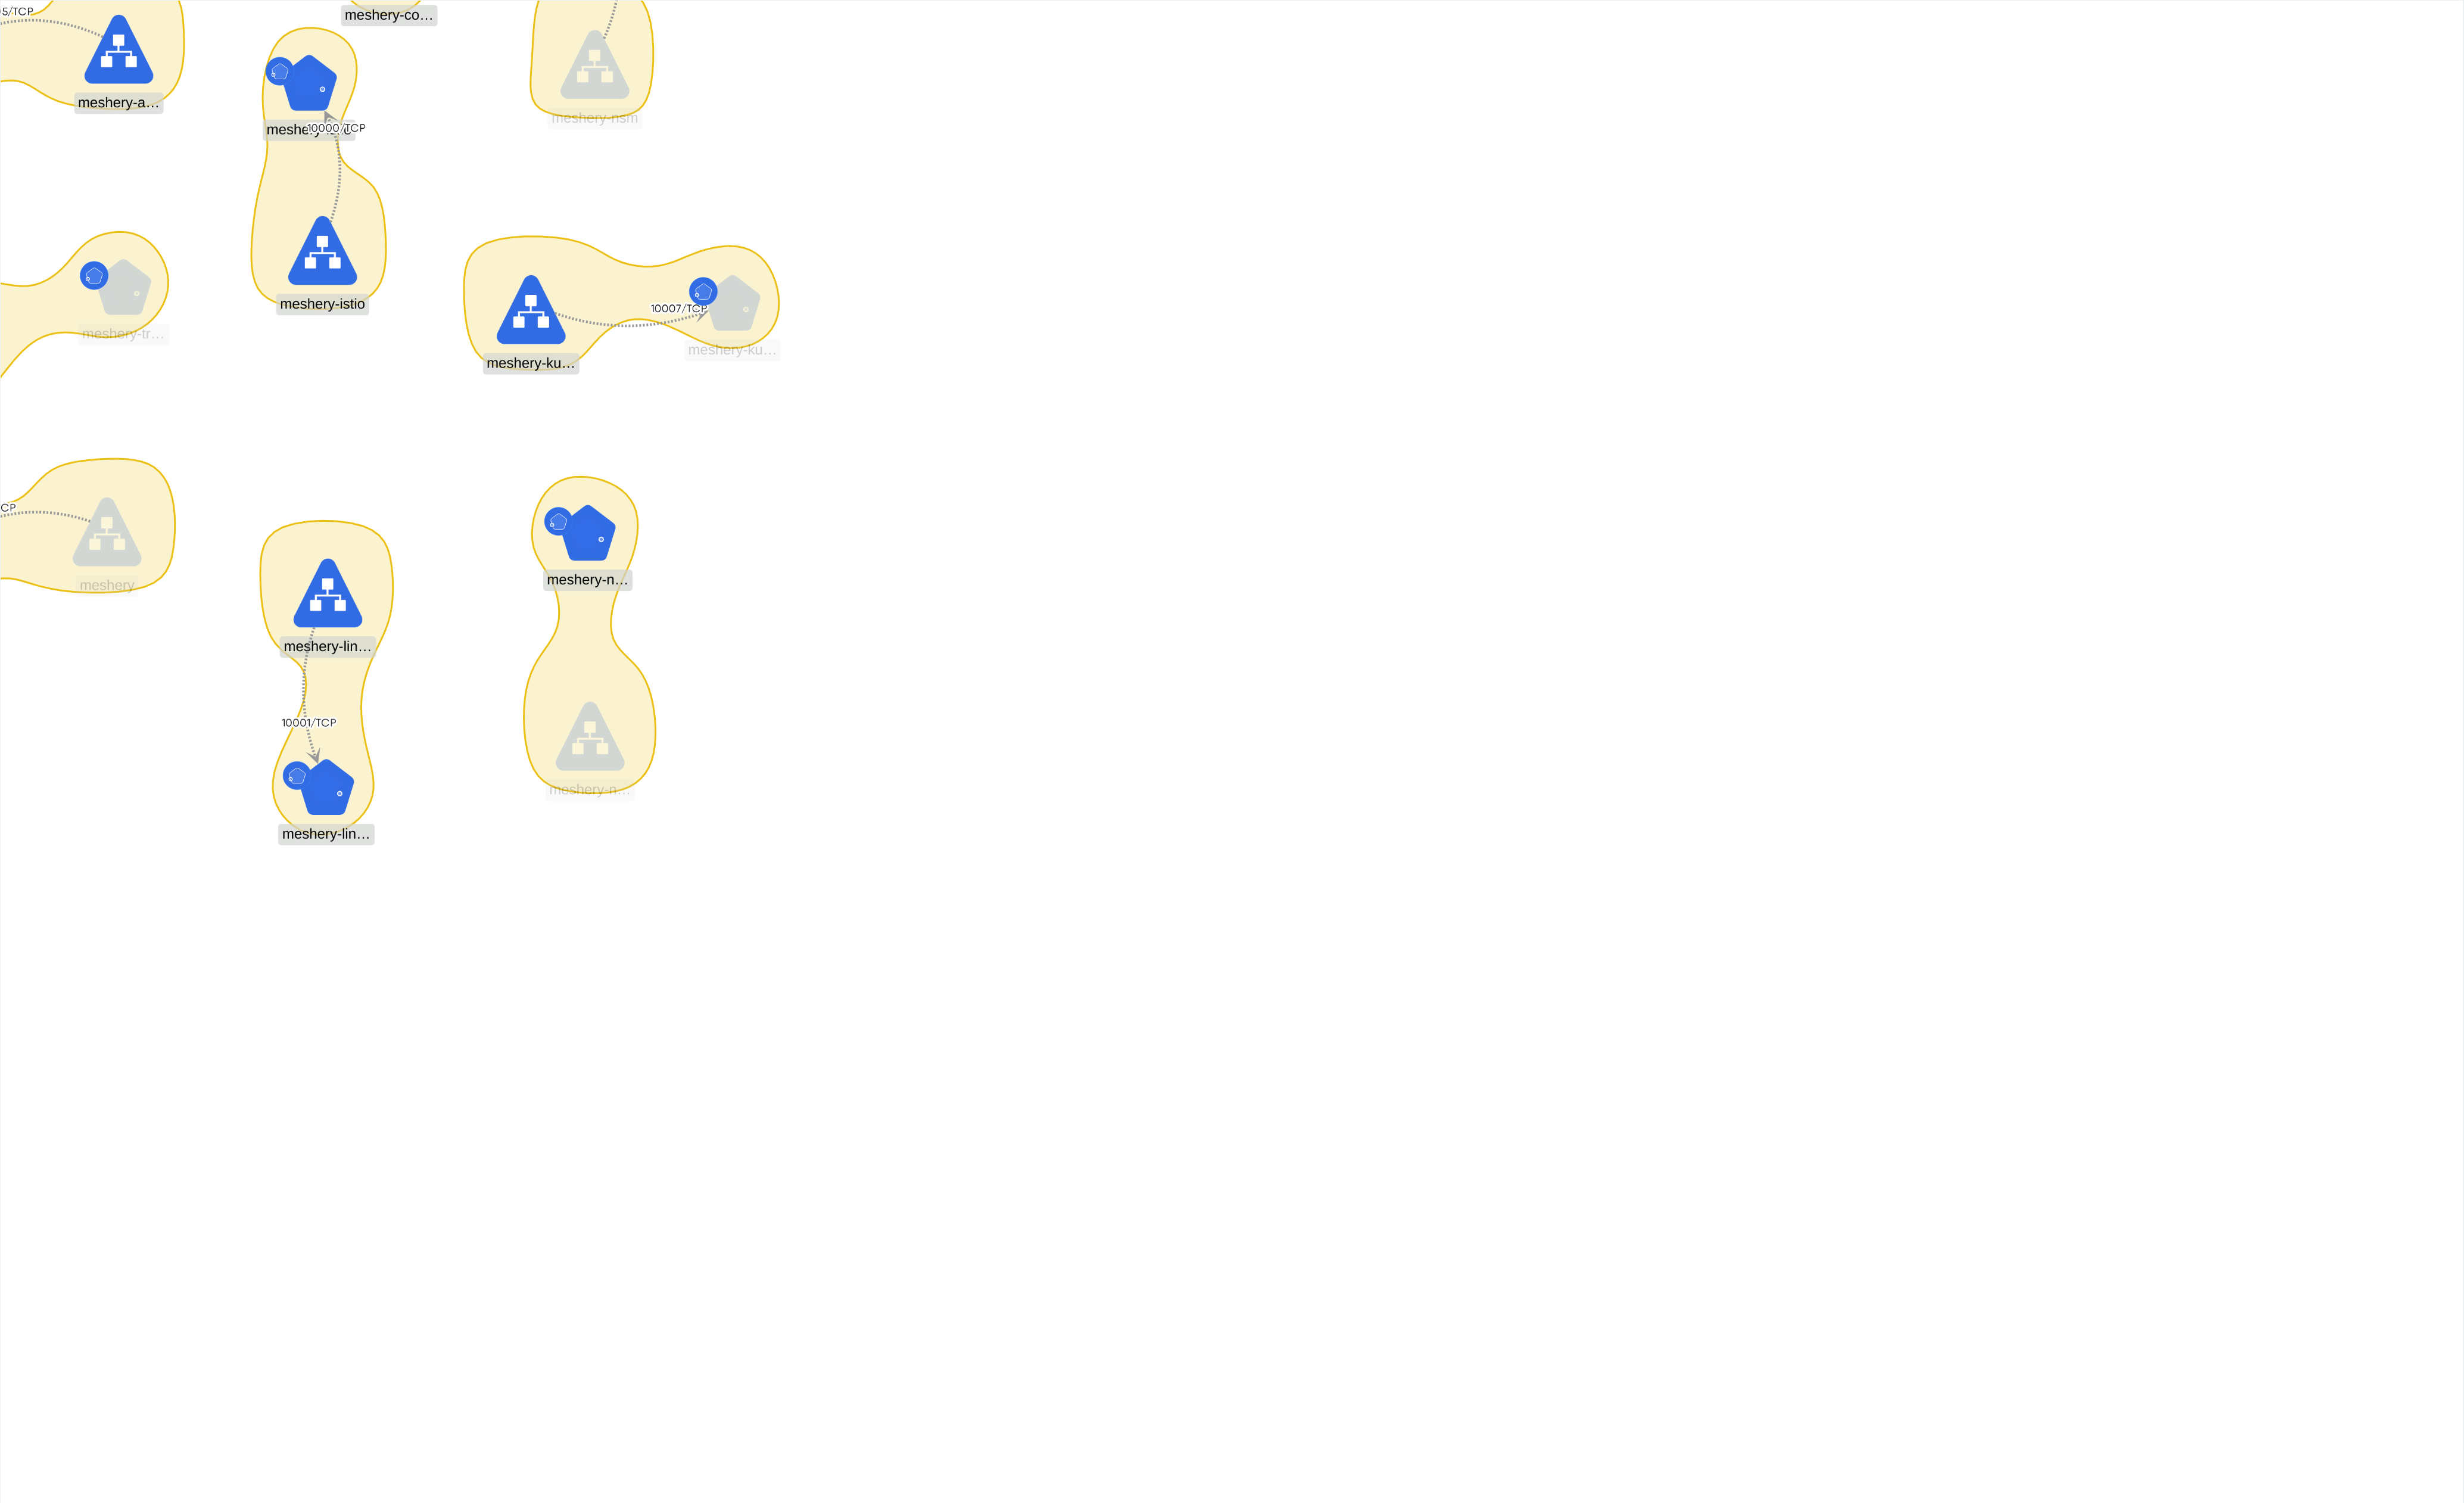 5/TCP
meshery-co…
meshery-a…
meshery-nsm
10000/TCP
meshery-istio
meshery-tr…
10007/TCP
meshery-ku…
meshery-ku…
CP
meshery
meshery-n…
meshery-lin…
10001/TCP
meshery-n…
meshery-lin…